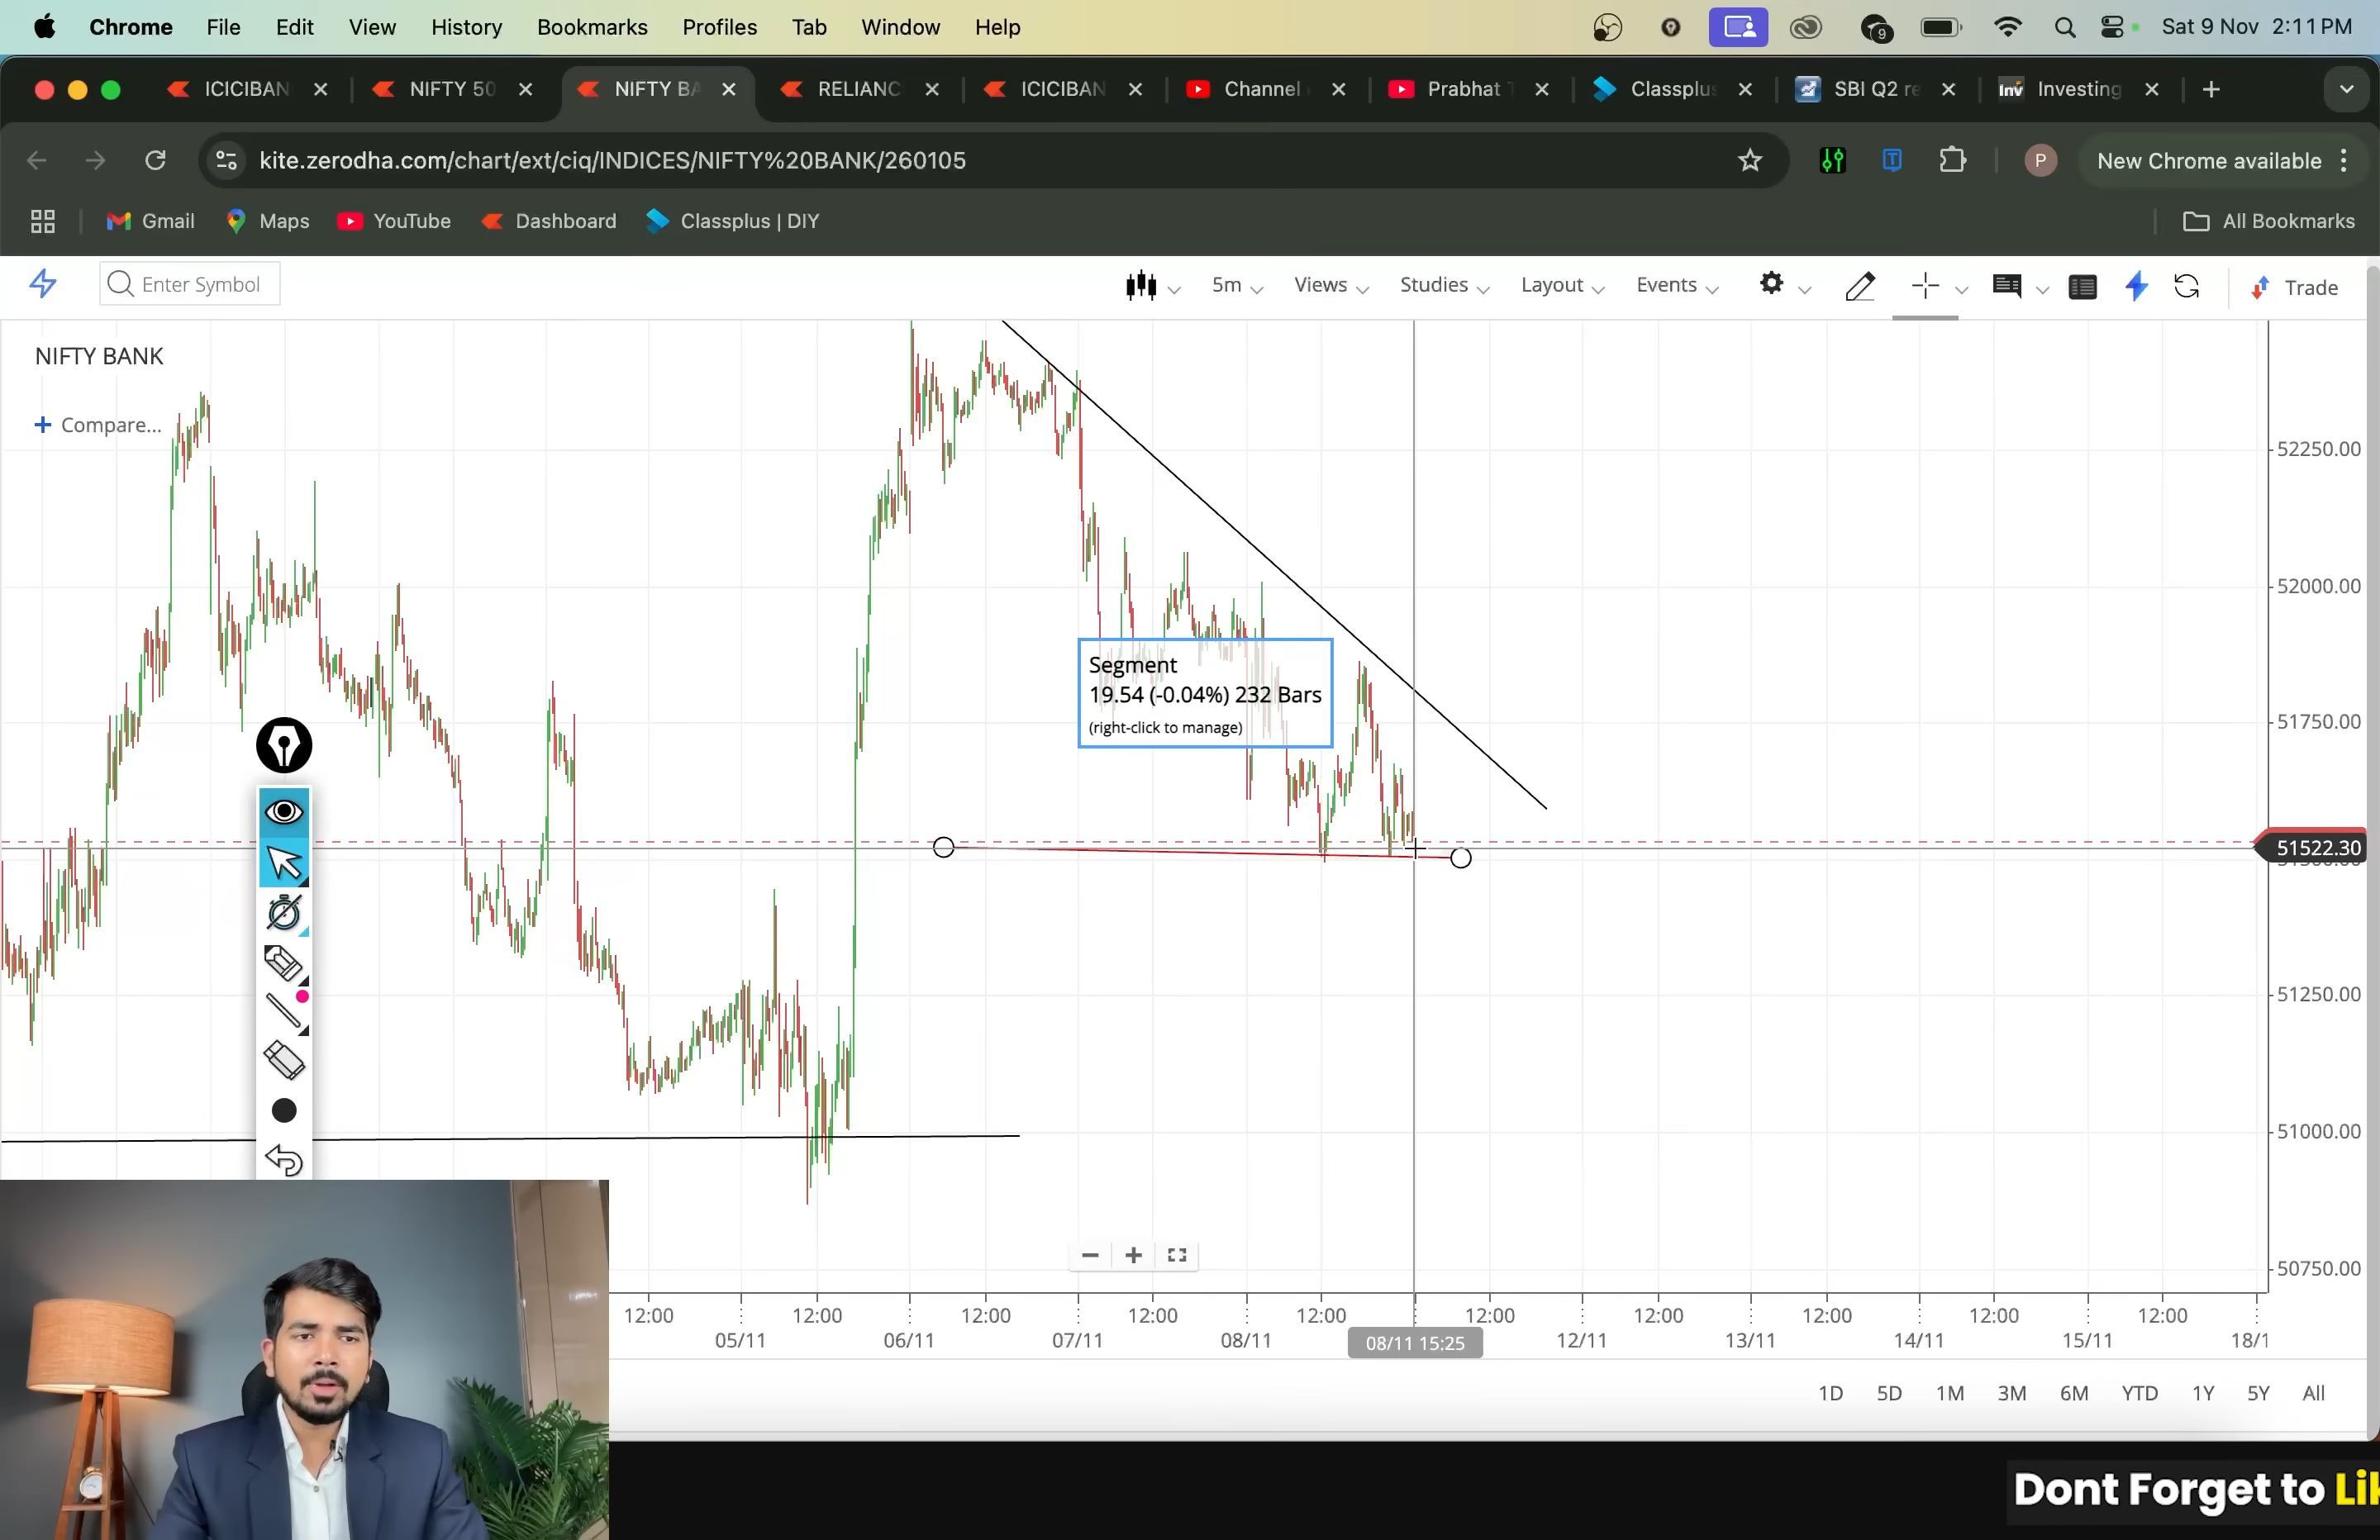 Chrome File Edit View History Bookmarks Profiles Tab Window Help 9 Sat 9 Nov 2:11 PM
ICICIBAN NIFTY 50 NIFTY BA RELIANC ICICIBAN Channel Prabhat T Classplus SBI Q2 re Inv Investing
kite.zerodha.com/chart/ext/ciq/INDICES/NIFTY%20BANK/260105 T P New Chrome available
Gmail Maps YouTube Dashboard Classplus | DIY All Bookmarks
Enter Symbol 5m Views Studies Layout Events Trade
NIFTY BANK
Compare...
52250.00
52000.00
Segment
19.54 (-0.04%) 232 Bars
(right-click to manage)
51750.00
51522.30
51250.00
51000.00
50750.00
12:00 12:00 12:00 12:00 12:00 12:00 12:00 12:00 12:00 12:00
05/11 06/11 07/11 08/11 08/11 15:25 12/11 13/11 14/11 15/11 18/1
1D 5D 1M 3M 6M YTD 1Y 5Y All
Dont Forget to Lik